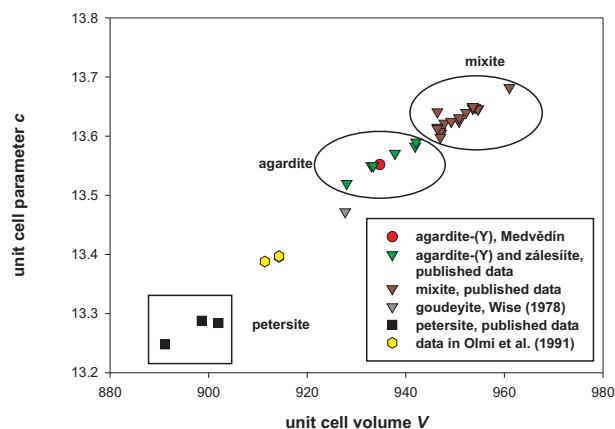 13.8
13.7
13.6
13.5
13.4
13.3
13.2
unit cell parameter c
mixite
agardite
petersite
agardite-(Y), Medvědín
agardite-(Y) and zálesíite,
published data
mixite, published data
goudeyite, Wise (1978)
petersite, published data
data in Olmi et al. (1991)
880
900
920
940
960
980
unit cell volume V